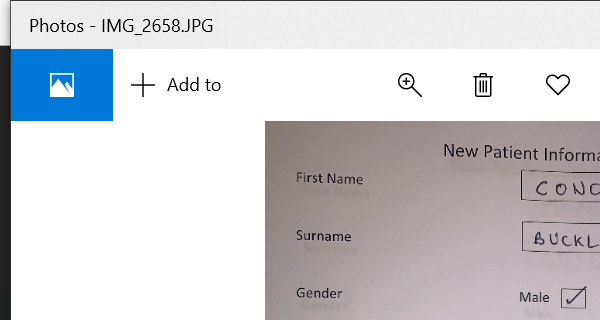 Photos - IMG_2658.JPG
Add to
New Patient Informa
First Name CONC
Surname BUCKL
Gender Male